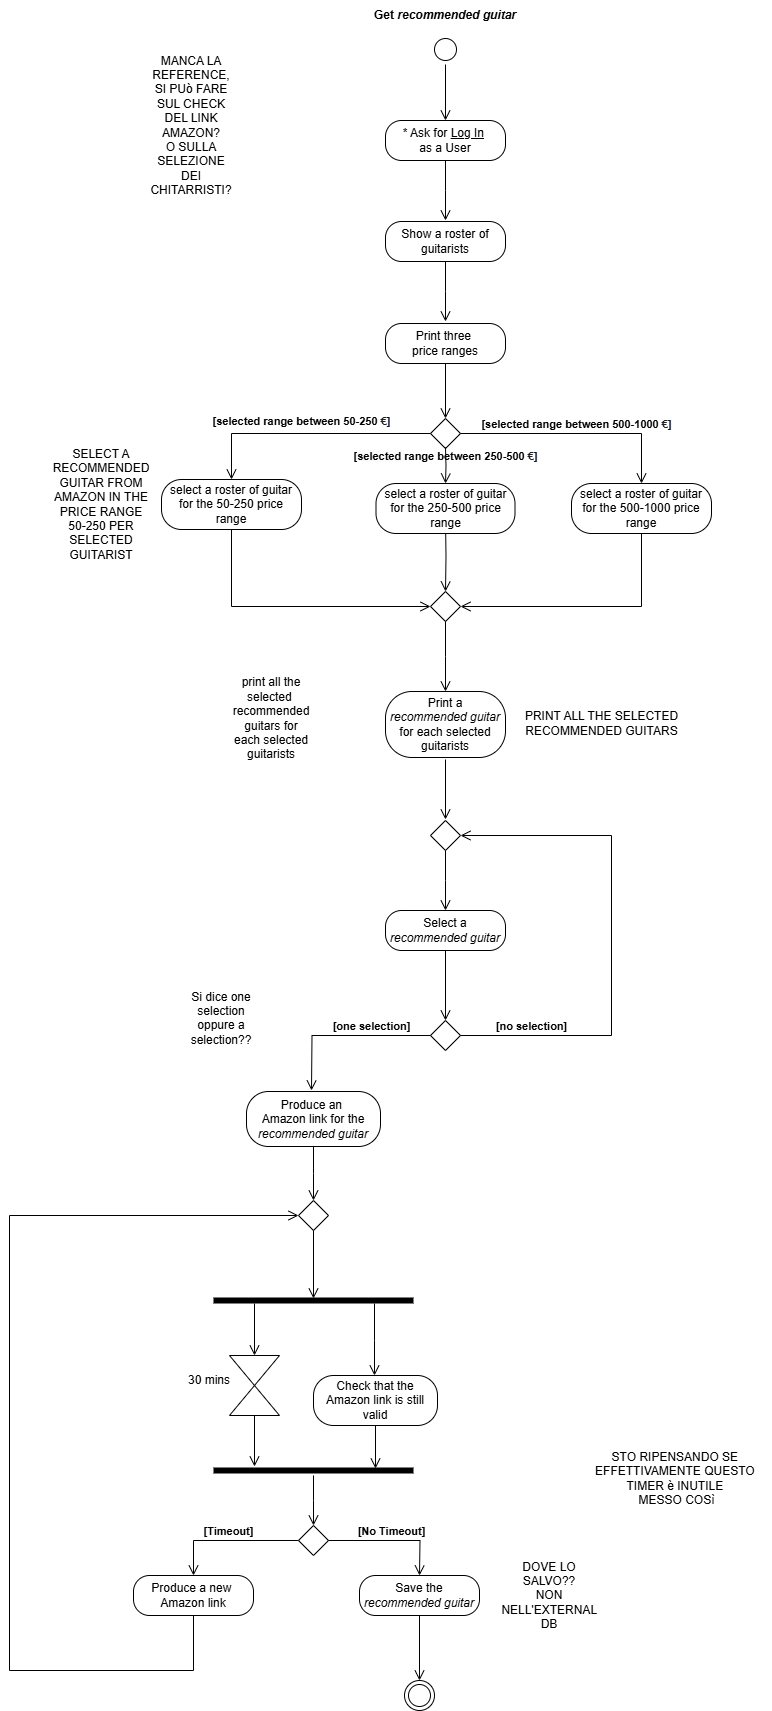 Get recommended guitar
MANCA LA
REFERENCE,
SI PUò FARE
SUL CHECK
DEL LINK
AMAZON?
O SULLA
SELEZIONE
DEI
CHITARRISTI?
* Ask for Log In
as a User
Show a roster of
guitarists
Print three
price ranges
[selected range between 50-250 €]
[selected range between 500-1000 €]
[selected range between 250-500 €]
SELECT A
RECOMMENDED
GUITAR FROM
AMAZON IN THE
PRICE RANGE
50-250 PER
SELECTED
GUITARIST
select a roster of guitar
for the 50-250 price
range
select a roster of guitar
for the 250-500 price
range
select a roster of guitar
for the 500-1000 price
range
print all the
selected
recommended
guitars for
each selected
guitarists
Print a
recommended guitar
for each selected
guitarists
PRINT ALL THE SELECTED
RECOMMENDED GUITARS
Select a
recommended guitar
Si dice one
selection
oppure a
selection??
[one selection]
[no selection]
Produce an
Amazon link for the
recommended guitar
30 mins
Check that the
Amazon link is still
valid
STO RIPENSANDO SE
EFFETTIVAMENTE QUESTO
TIMER è INUTILE
MESSO COSì
[Timeout]
[No Timeout]
Produce a new
Amazon link
Save the
recommended guitar
DOVE LO
SALVO??
NON
NELL'EXTERNAL
DB